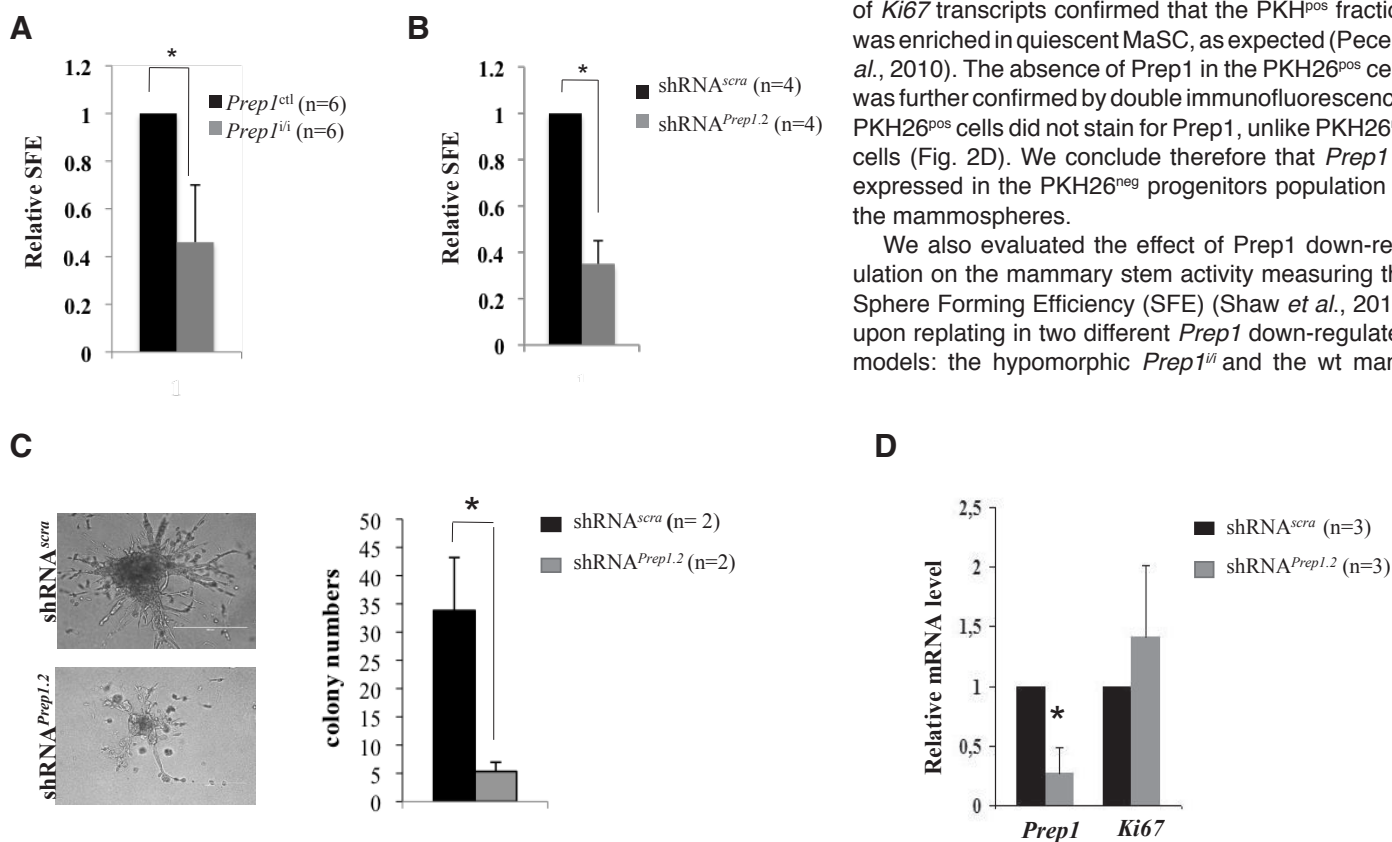 A
1.2
1
0.8
0.6
0.4
0.2
0
Relative SFE
*
Prep1ctl (n=6)
Prep1i/i (n=6)
1
B
1.2
1
0.8
0.6
0.4
0.2
0
Relative SFE
*
shRNAscra (n=4)
shRNAPrep1.2 (n=4)
of Ki67 transcripts confirmed that the PKHpos fractio
was enriched in quiescent MaSC, as expected (Pece
al., 2010). The absence of Prep1 in the PKH26pos ce
was further confirmed by double immunofluorescenc
PKH26pos cells did not stain for Prep1, unlike PKH26
cells (Fig. 2D). We conclude therefore that Prep1
expressed in the PKH26neg progenitors population
the mammospheres.
We also evaluated the effect of Prep1 down-re
ulation on the mammary stem activity measuring th
Sphere Forming Efficiency (SFE) (Shaw et al., 201
upon replating in two different Prep1 down-regulate
models: the hypomorphic Prep1i/i and the wt mar
C
shRNAscra
shRNAPrep1.2
50
45
40
35
30
25
20
15
10
5
0
colony numbers
*
shRNAscra (n= 2)
shRNAPrep1.2 (n=2)
D
2,5
2
1,5
1
0,5
0
Relative mRNA level
*
Prep1
Ki67
shRNAscra (n=3)
shRNAPrep1.2 (n=3)